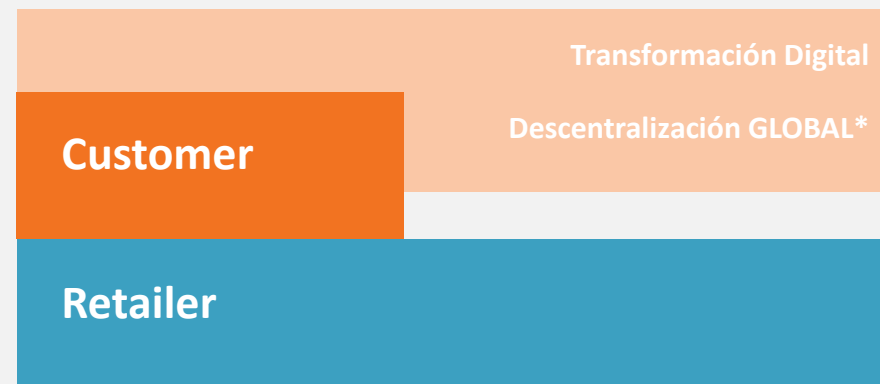 Transformación Digital
Descentralización GLOBAL*
Customer
Retailer